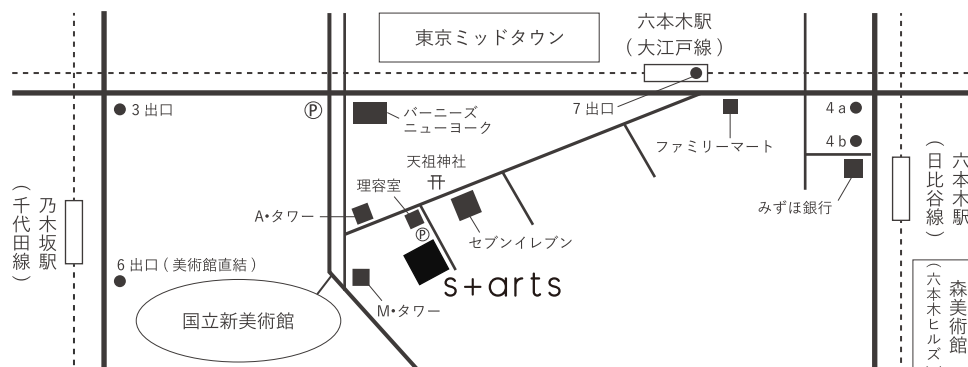 東京ミッドタウン
六本木駅
（大江戸線）
3 出口
Ⓟ
バーニーズ
ニューヨーク
7 出口
ファミリーマート
4 a
4 b
天祖神社
理容室
A•タワー
Ⓟ
セブンイレブン
みずほ銀行
六本木駅
（日比谷線）
乃木坂駅
（千代田線）
6 出口 ( 美術館直結 )
s+arts
M•タワー
国立新美術館
森美術館
（六本木ヒルズ